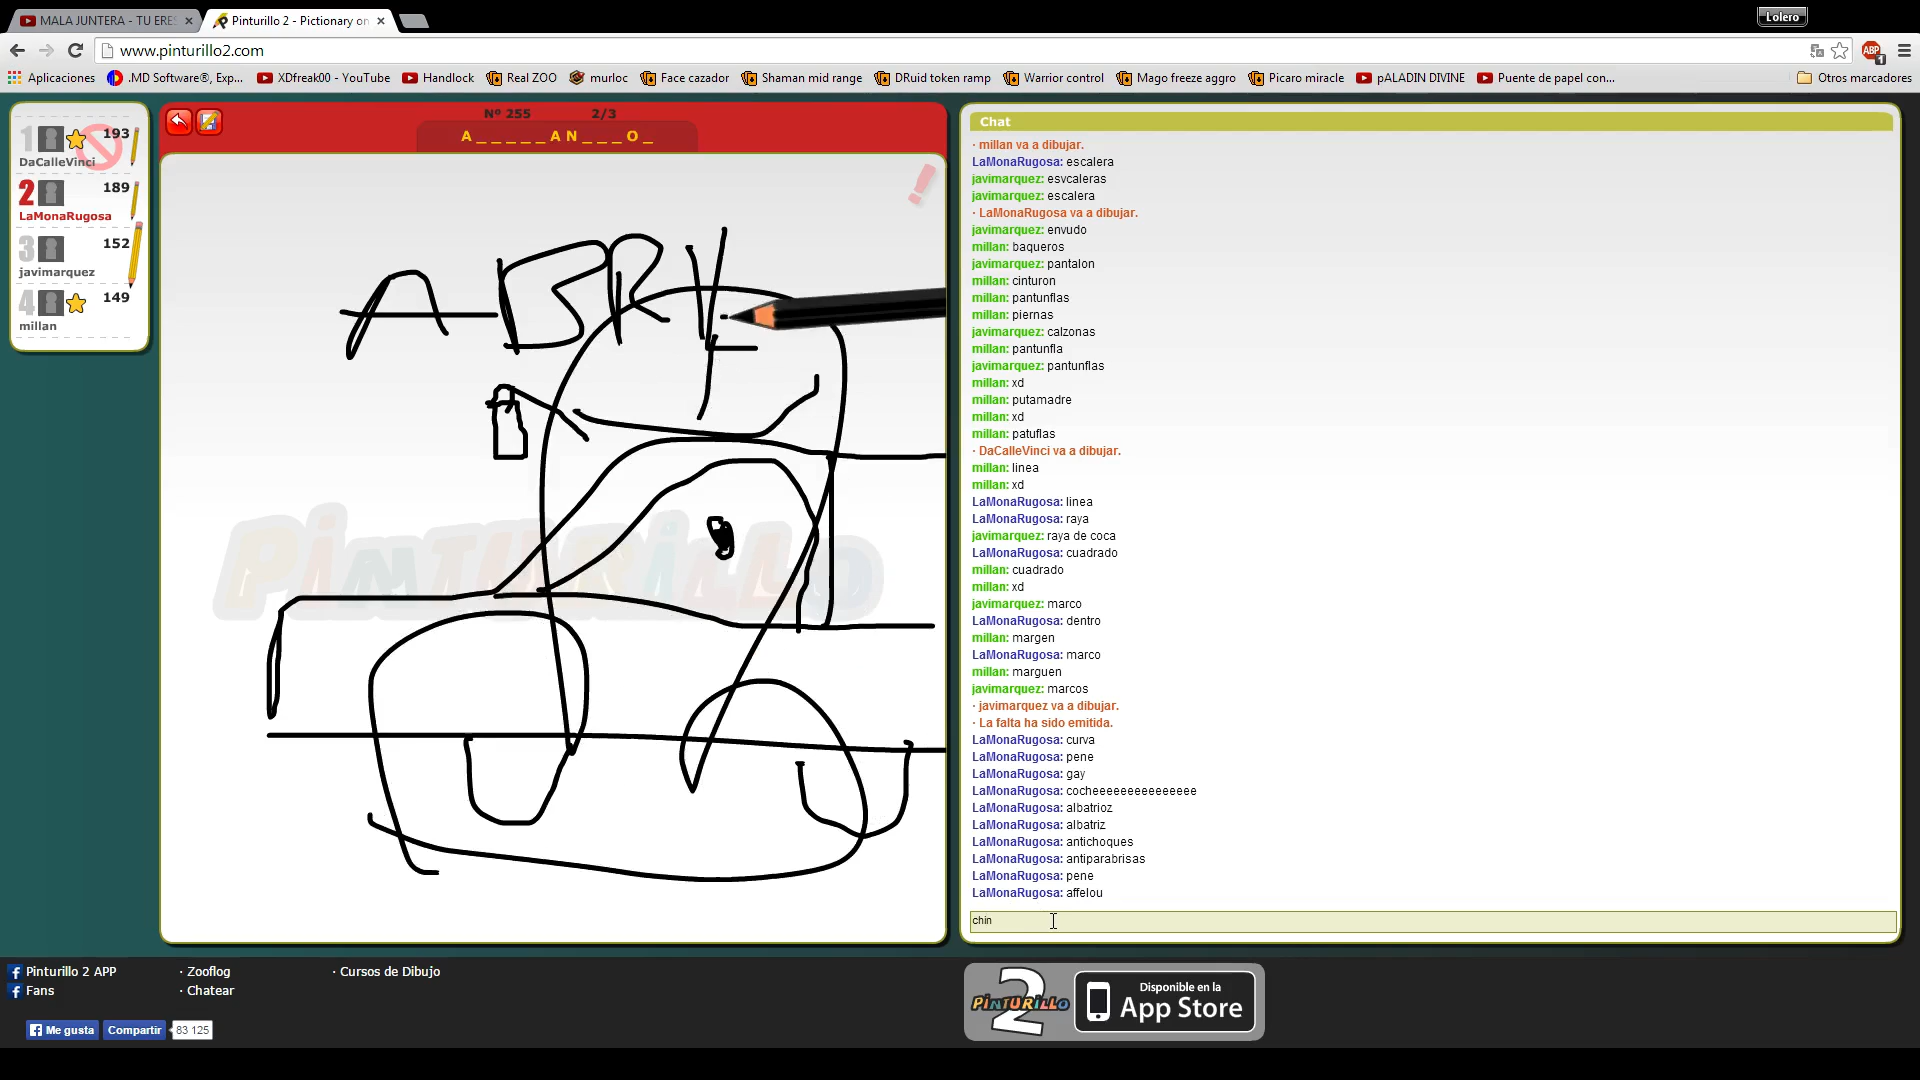 MALA JUNTERA - TU ERES
Pinturillo 2 - Pictionary on
Lolero
www.pinturillo2.com
ABP
1
Aplicaciones
.MD Software®, Exp...
XDfreak00 - YouTube
Handlock
Real ZOO
murloc
Face cazador
Shaman mid range
DRuid token ramp
Warrior control
Mago freeze aggro
Picaro miracle
pALADIN DIVINE
Puente de papel con...
Otros marcadores
1
193
DaCalleVinci
2
189
LaMonaRugosa
3
152
javimarquez
4
149
millan
Nº 255 2/3
A _ _ _ _ _ A N _ _ _ O _
PINTURILLO
Chat
· millan va a dibujar.
LaMonaRugosa: escalera
javimarquez: esvcaleras
javimarquez: escalera
· LaMonaRugosa va a dibujar.
javimarquez: envudo
millan: baqueros
javimarquez: pantalon
millan: cinturon
millan: pantunflas
millan: piernas
javimarquez: calzonas
millan: pantunfla
javimarquez: pantunflas
millan: xd
millan: putamadre
millan: xd
millan: patuflas
· DaCalleVinci va a dibujar.
millan: linea
millan: xd
LaMonaRugosa: linea
LaMonaRugosa: raya
javimarquez: raya de coca
LaMonaRugosa: cuadrado
millan: cuadrado
millan: xd
javimarquez: marco
LaMonaRugosa: dentro
millan: margen
LaMonaRugosa: marco
millan: marguen
javimarquez: marcos
· javimarquez va a dibujar.
· La falta ha sido emitida.
LaMonaRugosa: curva
LaMonaRugosa: pene
LaMonaRugosa: gay
LaMonaRugosa: cocheeeeeeeeeeeeeee
LaMonaRugosa: albatrioz
LaMonaRugosa: albatriz
LaMonaRugosa: antichoques
LaMonaRugosa: antiparabrisas
LaMonaRugosa: pene
LaMonaRugosa: affelou
chin
Pinturillo 2 APP
Fans
· Zooflog
· Chatear
· Cursos de Dibujo
Me gusta
Compartir
83 125
PINTURILLO 2
Disponible en la
App Store